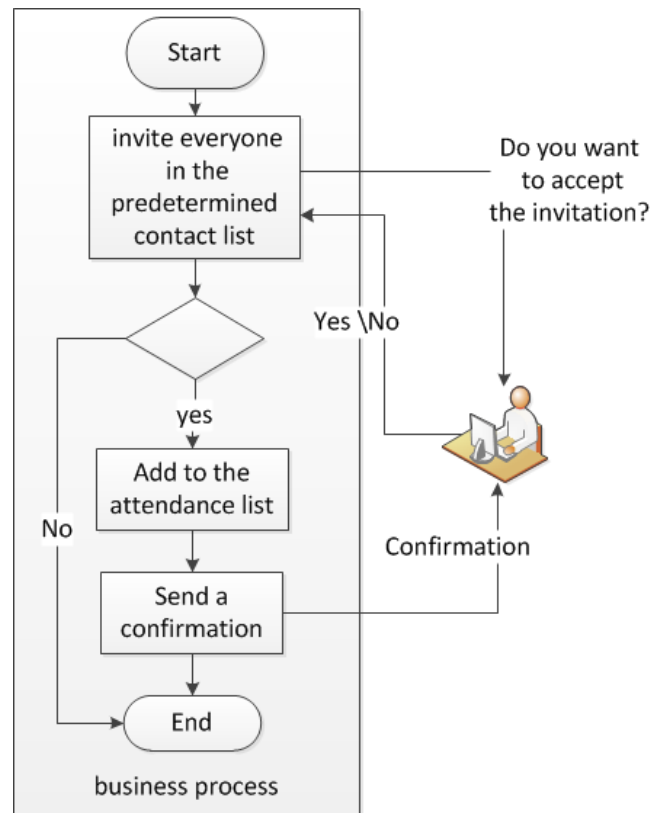 Start
invite everyone
in the
predetermined
contact list
Do you want
to accept
the invitation?
Yes \No
yes
Add to the
attendance list
No
Confirmation
Send a
confirmation
End
business process